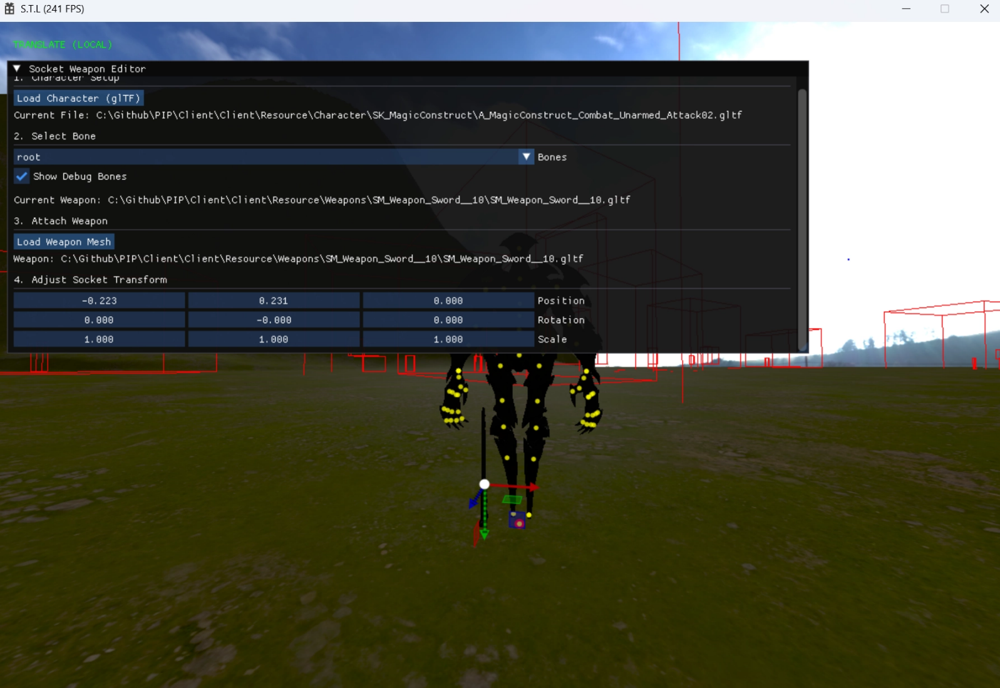 S.T.L (241 FPS)
TRANSLATE (LOCAL)
Socket Weapon Editor
1. Character Setup
Load Character (glTF)
Current File: C:\Github\PIP\Client\Client\Resource\Character\SK_MagicConstruct\A_MagicConstruct_Combat_Unarmed_Attack02.gltf
2. Select Bone
root Bones
Show Debug Bones
Current Weapon: C:\Github\PIP\Client\Client\Resource\Weapons\SM_Weapon_Sword__10\SM_Weapon_Sword__10.gltf
3. Attach Weapon
Load Weapon Mesh
Weapon: C:\Github\PIP\Client\Client\Resource\Weapons\SM_Weapon_Sword__10\SM_Weapon_Sword__10.gltf
4. Adjust Socket Transform
-0.223 0.231 0.000 Position
0.000 -0.000 0.000 Rotation
1.000 1.000 1.000 Scale